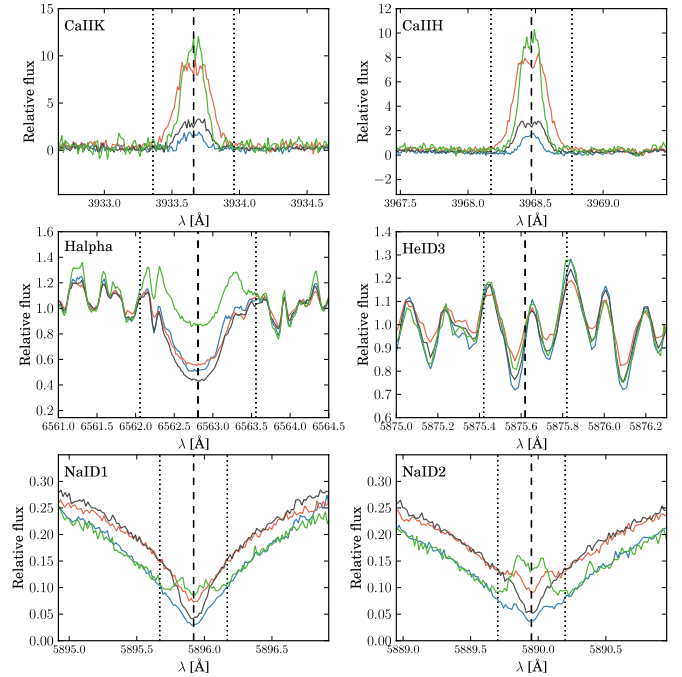 CaIIK
Relative flux
15
10
5
0
3933.0 3933.5 3934.0 3934.5
λ [Å]
CaIIH
Relative flux
12
10
8
6
4
2
0
−2
3967.5 3968.0 3968.5 3969.0
λ [Å]
Halpha
Relative flux
1.6
1.4
1.2
1.0
0.8
0.6
0.4
0.2
6561.0 6561.5 6562.0 6562.5 6563.0 6563.5 6564.0 6564.5
λ [Å]
HeID3
Relative flux
1.4
1.3
1.2
1.1
1.0
0.9
0.8
0.7
0.6
5875.0 5875.2 5875.4 5875.6 5875.8 5876.0 5876.2
λ [Å]
NaID1
Relative flux
0.30
0.25
0.20
0.15
0.10
0.05
0.00
5895.0 5895.5 5896.0 5896.5
λ [Å]
NaID2
Relative flux
0.30
0.25
0.20
0.15
0.10
0.05
0.00
5889.0 5889.5 5890.0 5890.5
λ [Å]